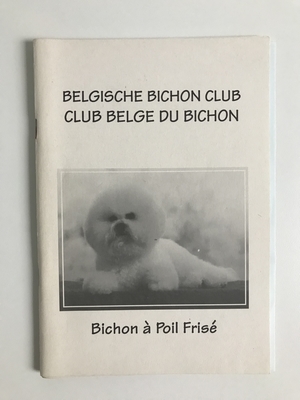 BELGISCHE BICHON CLUB
CLUB BELGE DU BICHON
Bichon à Poil Frisé